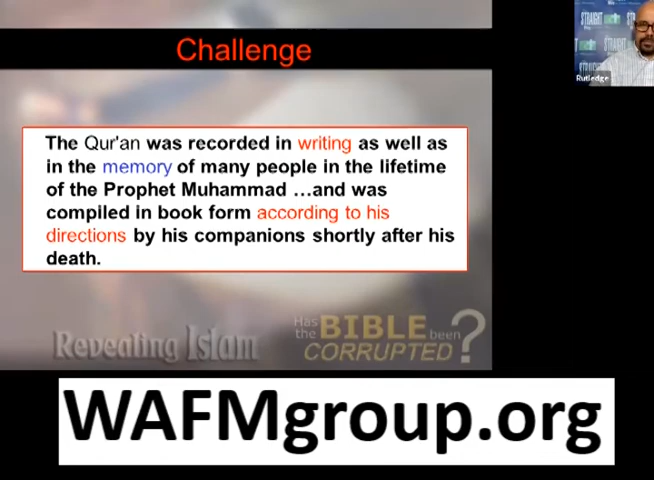 Challenge
STRAIGHT
Rutledge
The Qur'an was recorded in writing as well as
in the memory of many people in the lifetime
of the Prophet Muhammad ...and was
compiled in book form according to his
directions by his companions shortly after his
death.
Revealing Islam
Has the BIBLE been
CORRUPTED?
WAFMgroup.org